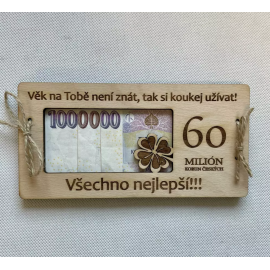 Věk na Tobě není znát, tak si koukej užívat!
1000000
60
MILIÓN
KORUN ČESKÝCH
Všechno nejlepší!!!